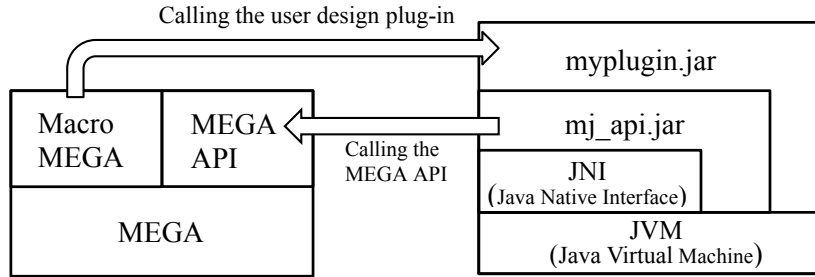 Calling the user design plug-in
myplugin.jar
Macro
MEGA
MEGA
API
mj_api.jar
Calling the
MEGA API
JNI
(Java Native Interface)
MEGA
JVM
(Java Virtual Machine)